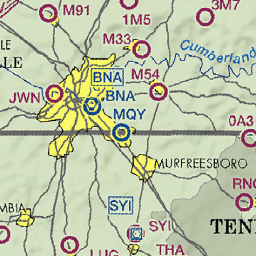 M91
1M5
3M7
M33
Cumberland
LLE
BNA
M54
JWN
BNA
MQY
0A3
MURFREESBORO
RNC
MBIA
SYI
SYI
TEN
LUG
THA